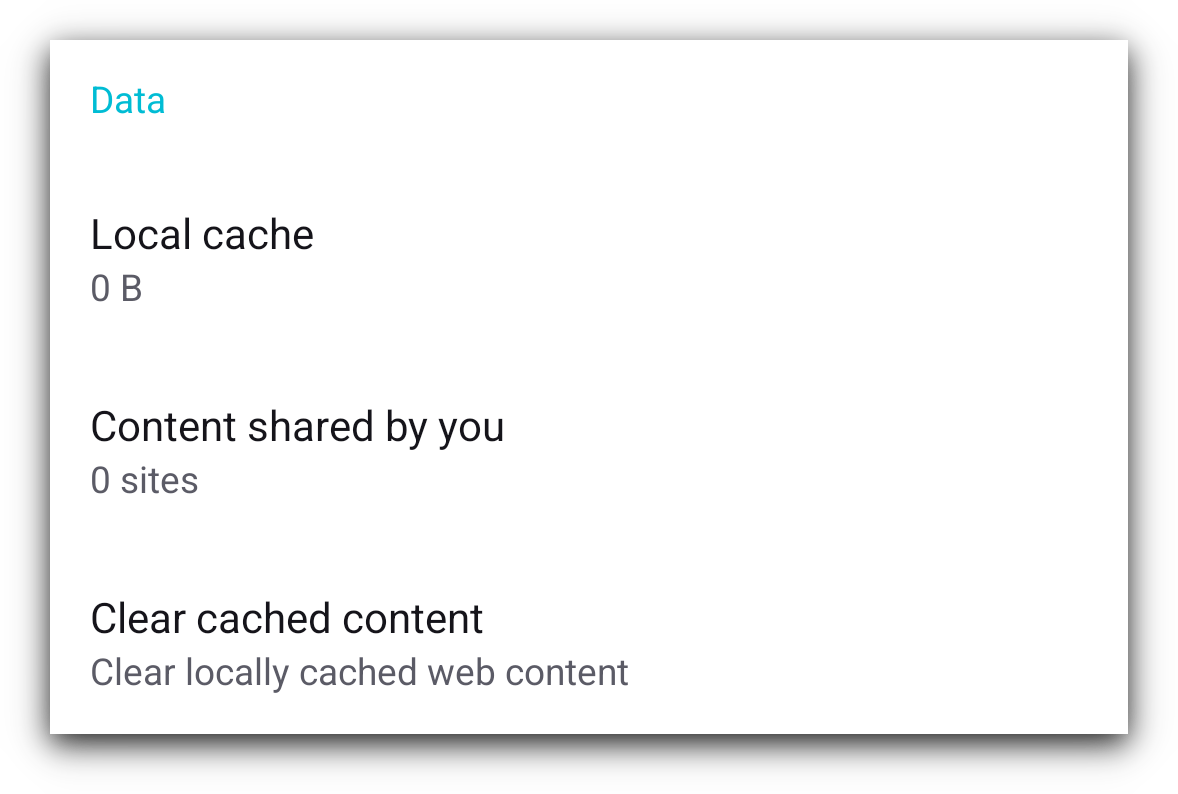 Data
Local cache
0 B
Content shared by you
0 sites
Clear cached content
Clear locally cached web content